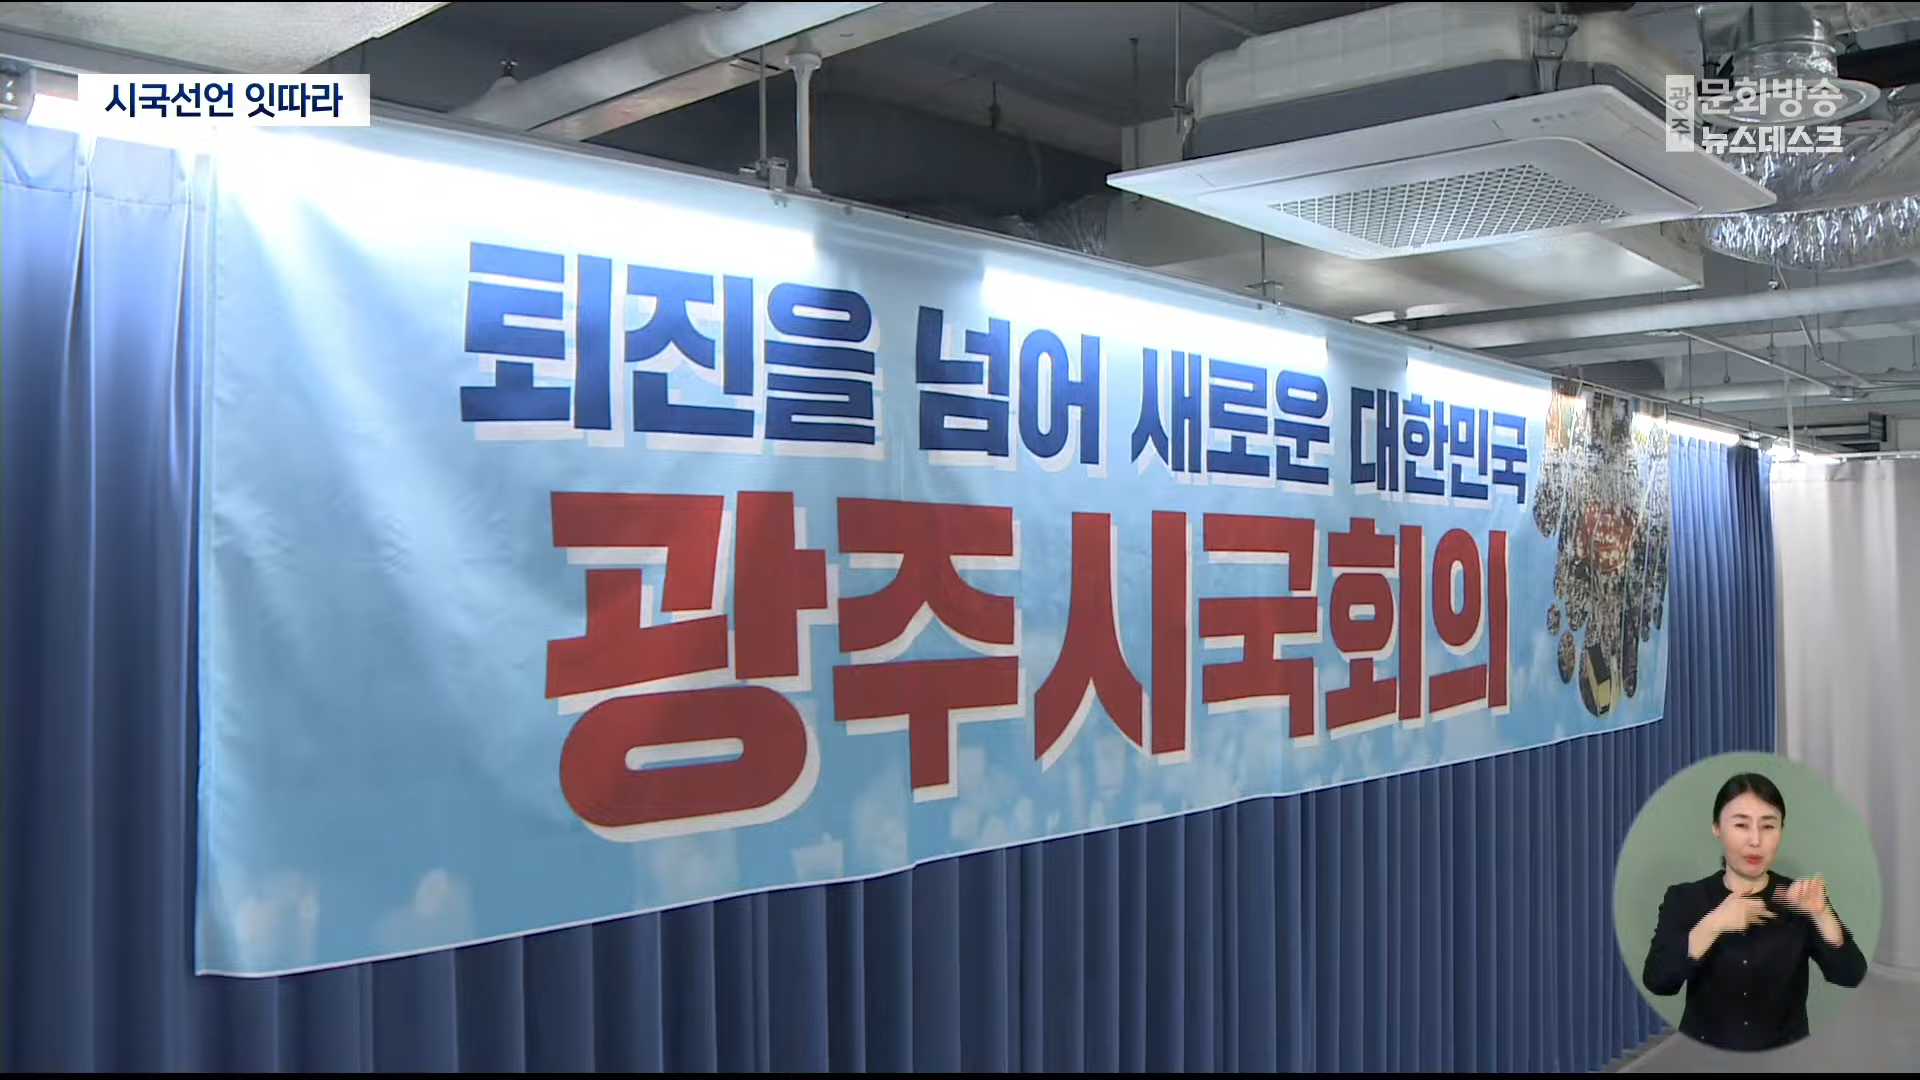 시국선언 잇따라
광주
문화방송
뉴스데스크
퇴진을 넘어 새로운 대한민국
광주시국회의